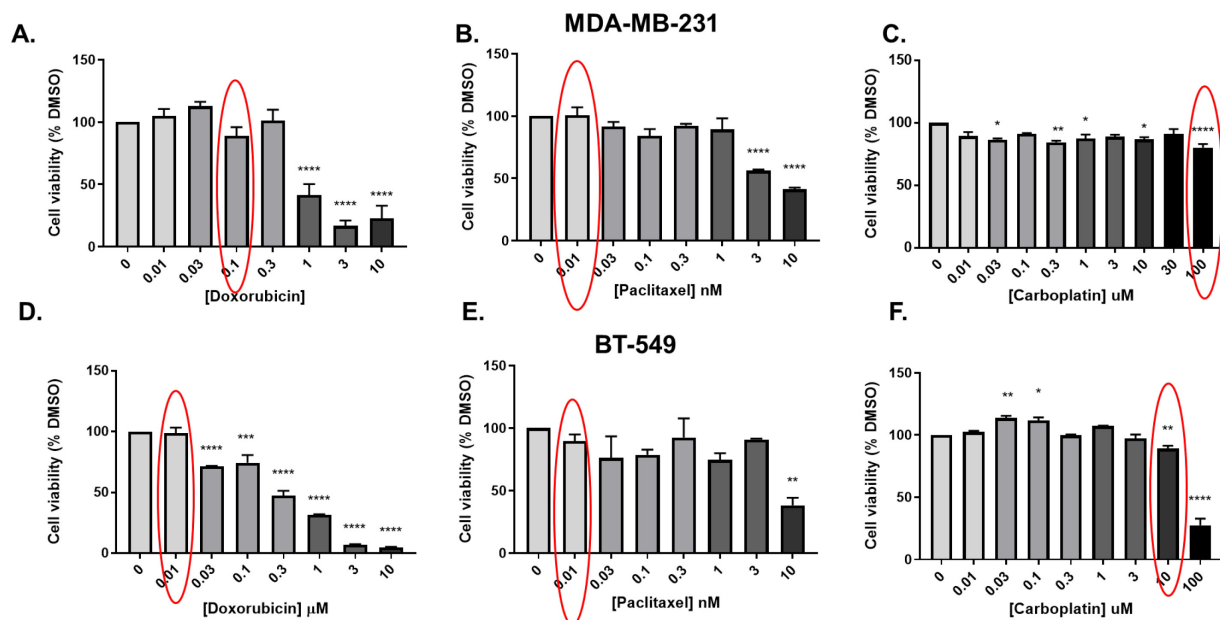 MDA-MB-231
A.
Cell viability (% DMSO)
150
100
50
0
**** **** ****
0 0.01 0.03 0.1 0.3 1 3 10
[Doxorubicin]
B.
Cell viability (% DMSO)
150
100
50
0
**** ****
0 0.01 0.03 0.1 0.3 1 3 10
[Paclitaxel] nM
C.
Cell viability (% DMSO)
150
100
50
0
* ** * * ****
0 0.01 0.03 0.1 0.3 1 3 10 30 100
[Carboplatin] uM
BT-549
D.
Cell viability (% DMSO)
150
100
50
0
**** *** **** **** **** ****
0 0.01 0.03 0.1 0.3 1 3 10
[Doxorubicin] μM
E.
Cell viability (% DMSO)
150
100
50
0
**
0 0.01 0.03 0.1 0.3 1 3 10
[Paclitaxel] nM
F.
Cell viability (% DMSO)
150
100
50
0
** * ** ****
0 0.01 0.03 0.1 0.3 1 3 10 100
[Carboplatin] uM